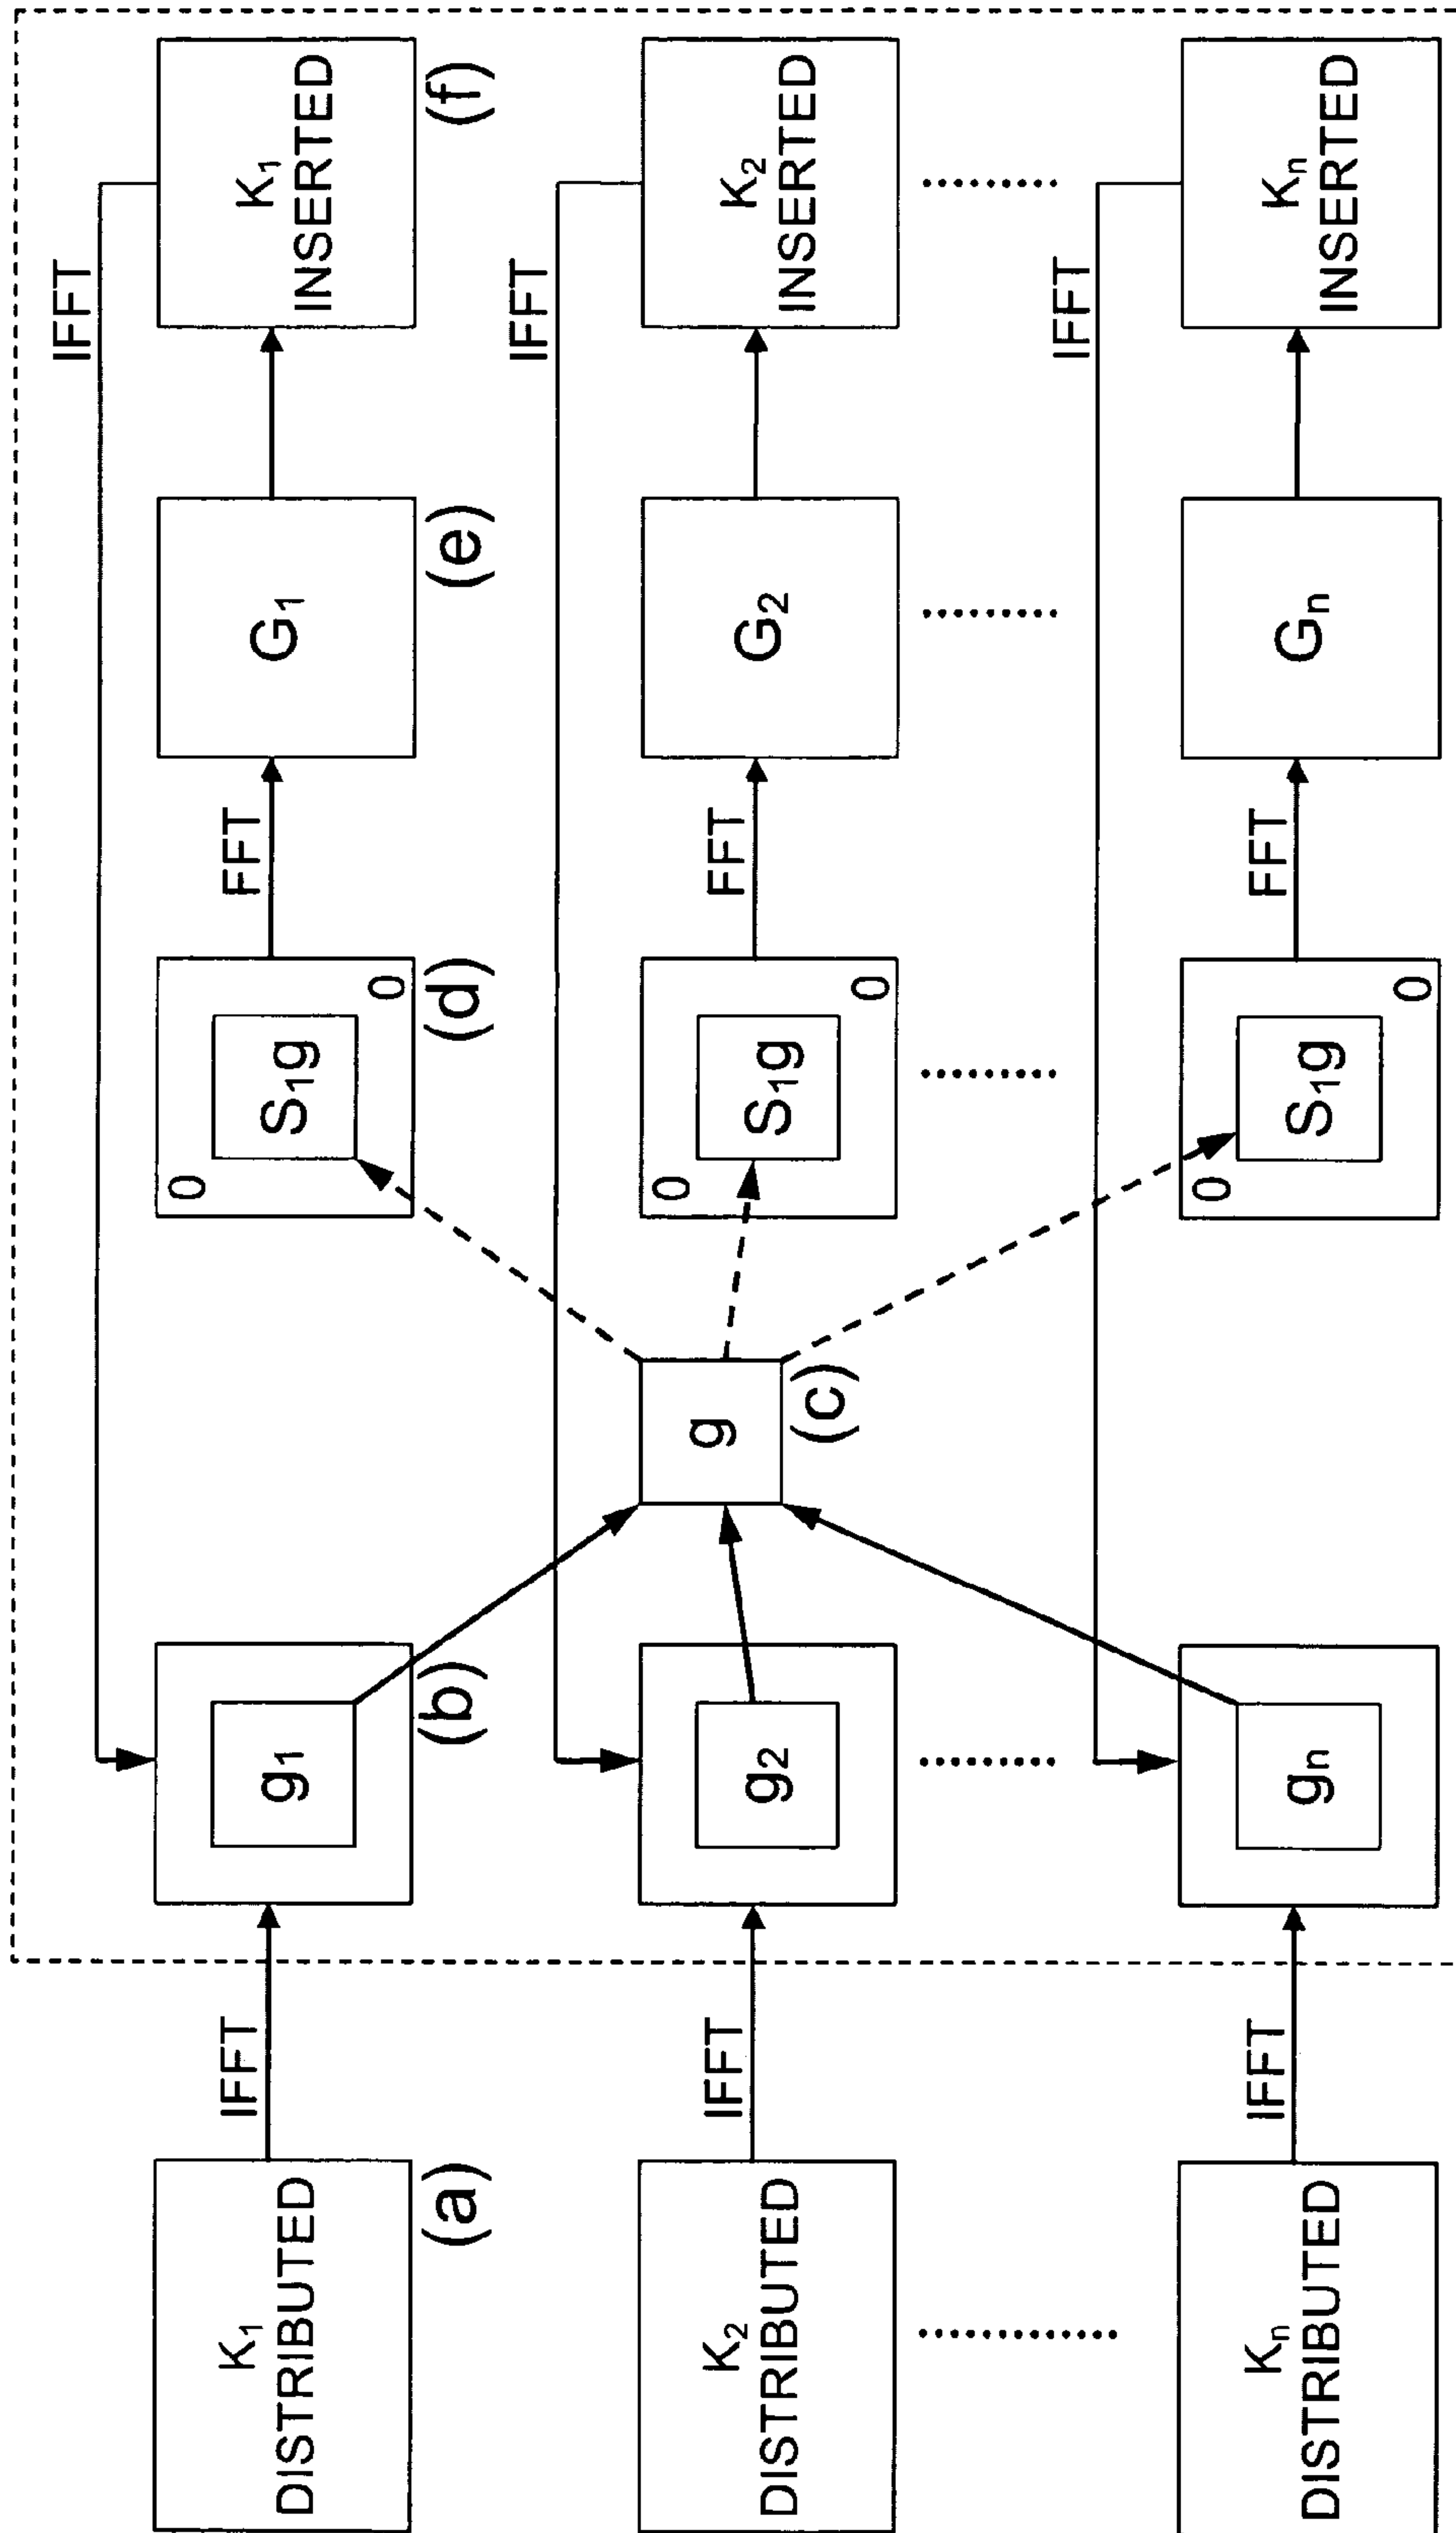 K1
DISTRIBUTED
(a)
IFFT
g1
(b)
IFFT
S1g
0
0
(d)
FFT
G1
(e)
K1
INSERTED
(f)
g
(c)
K2
DISTRIBUTED
IFFT
g2
IFFT
S1g
0
0
FFT
G2
K2
INSERTED
Kn
DISTRIBUTED
IFFT
gn
IFFT
S1g
0
0
FFT
Gn
Kn
INSERTED